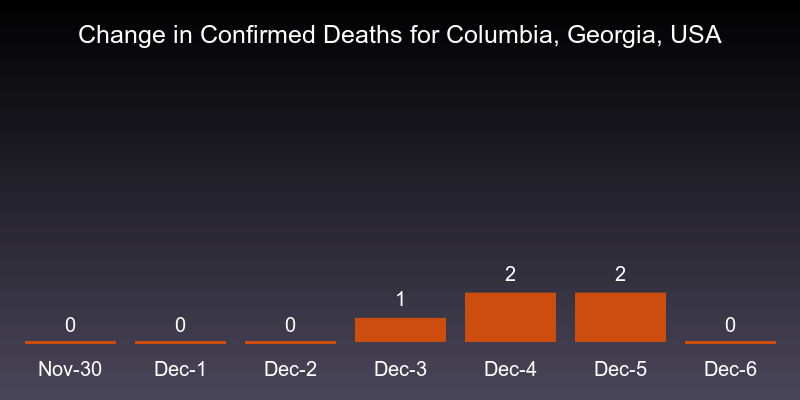 Change in Confirmed Deaths for Columbia, Georgia, USA
0 0 0 1 2 2 0
Nov-30 Dec-1 Dec-2 Dec-3 Dec-4 Dec-5 Dec-6